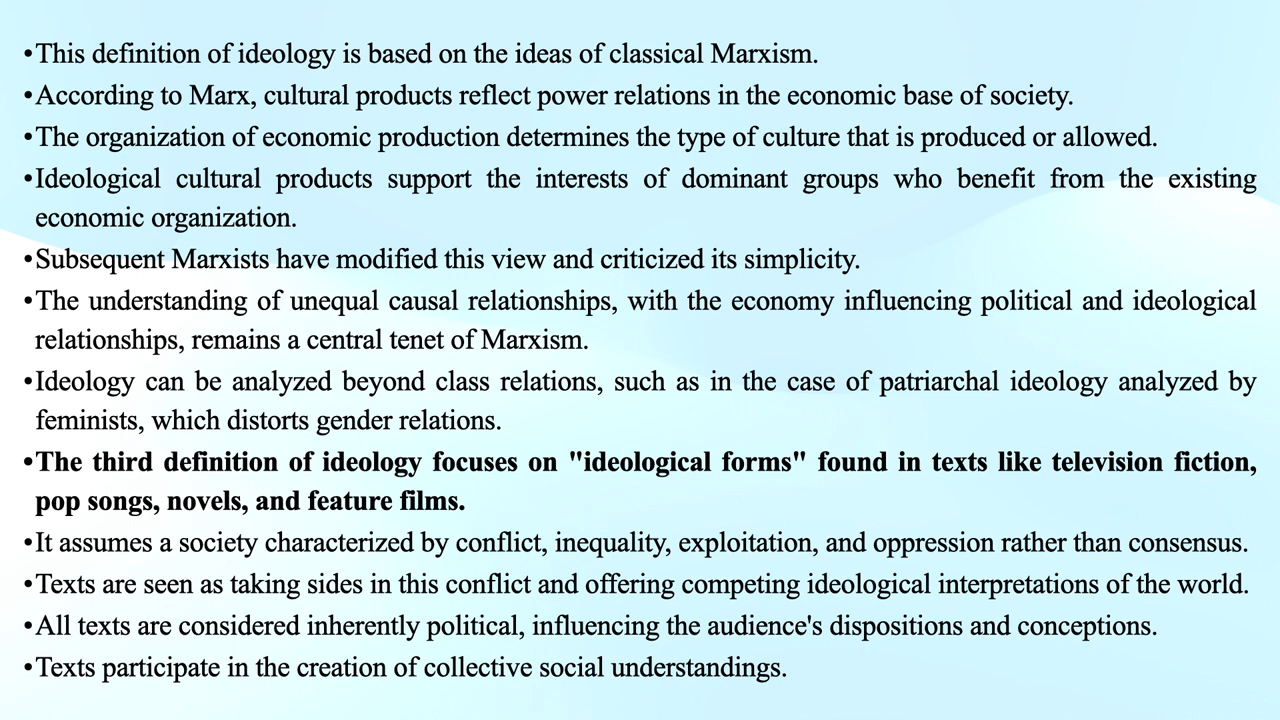 •This definition of ideology is based on the ideas of classical Marxism.
•According to Marx, cultural products reflect power relations in the economic base of society.
•The organization of economic production determines the type of culture that is produced or allowed.
•Ideological cultural products support the interests of dominant groups who benefit from the existing
economic organization.
•Subsequent Marxists have modified this view and criticized its simplicity.
•The understanding of unequal causal relationships, with the economy influencing political and ideological
relationships, remains a central tenet of Marxism.
•Ideology can be analyzed beyond class relations, such as in the case of patriarchal ideology analyzed by
feminists, which distorts gender relations.
•The third definition of ideology focuses on "ideological forms" found in texts like television fiction,
pop songs, novels, and feature films.
•It assumes a society characterized by conflict, inequality, exploitation, and oppression rather than consensus.
•Texts are seen as taking sides in this conflict and offering competing ideological interpretations of the world.
•All texts are considered inherently political, influencing the audience's dispositions and conceptions.
•Texts participate in the creation of collective social understandings.